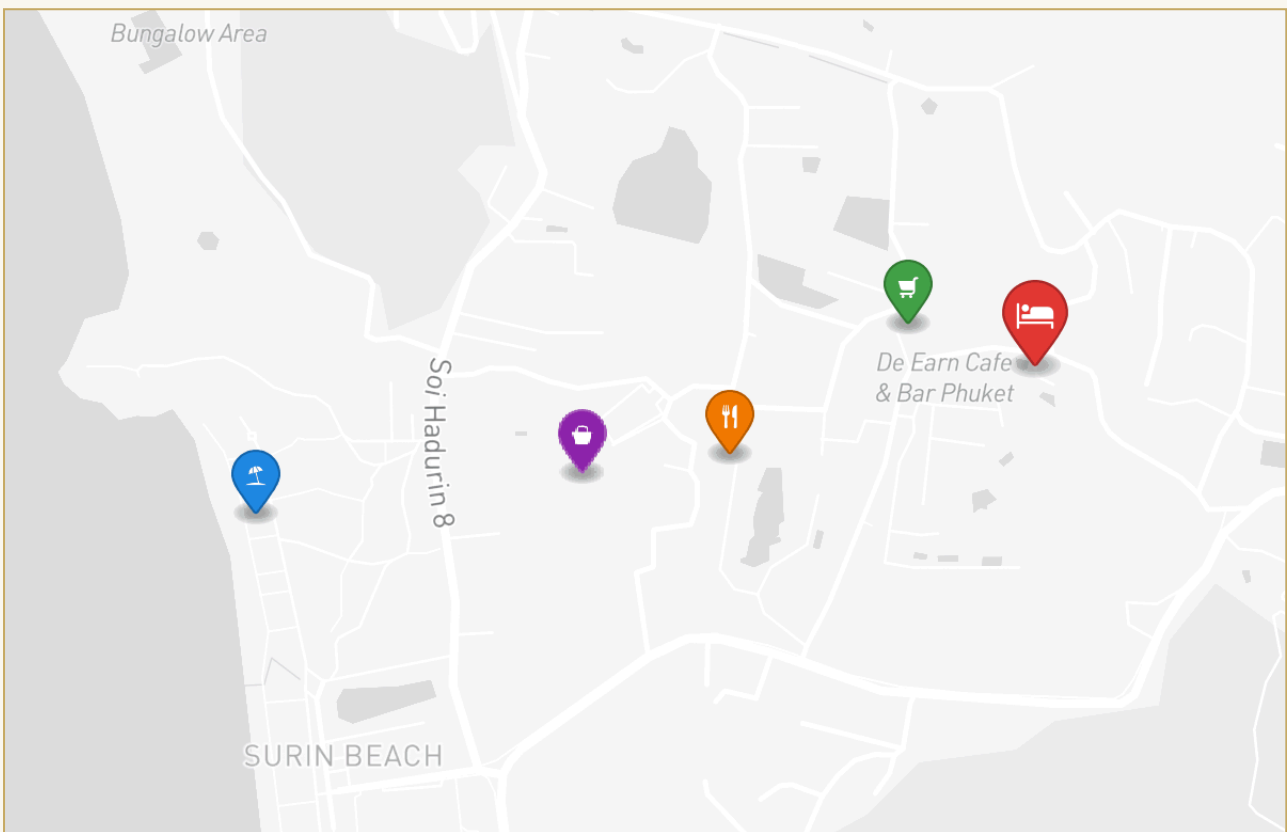 Bungalow Area
De Earn Cafe
& Bar Phuket
Soi Hadurin 8
SURIN BEACH